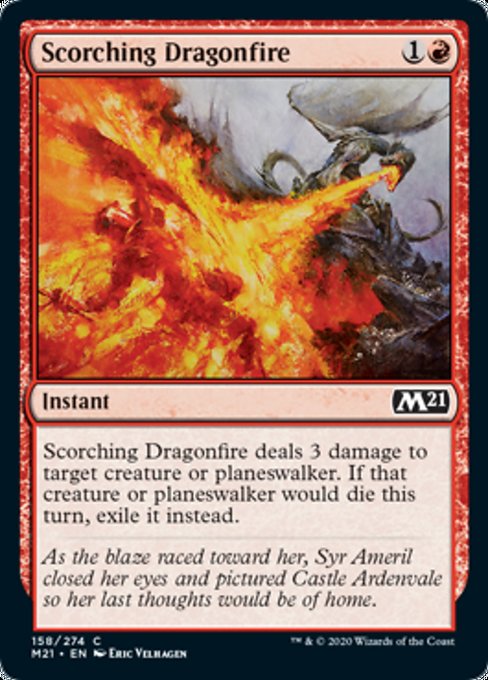 Scorching Dragonfire 1
Instant M21
Scorching Dragonfire deals 3 damage to
target creature or planeswalker. If that
creature or planeswalker would die this
turn, exile it instead.
As the blaze raced toward her, Syr Ameril
closed her eyes and pictured Castle Ardenvale
so her last thoughts would be of home.
158/274 C
M21 • EN Eric Velhagen
™ & © 2020 Wizards of the Coast